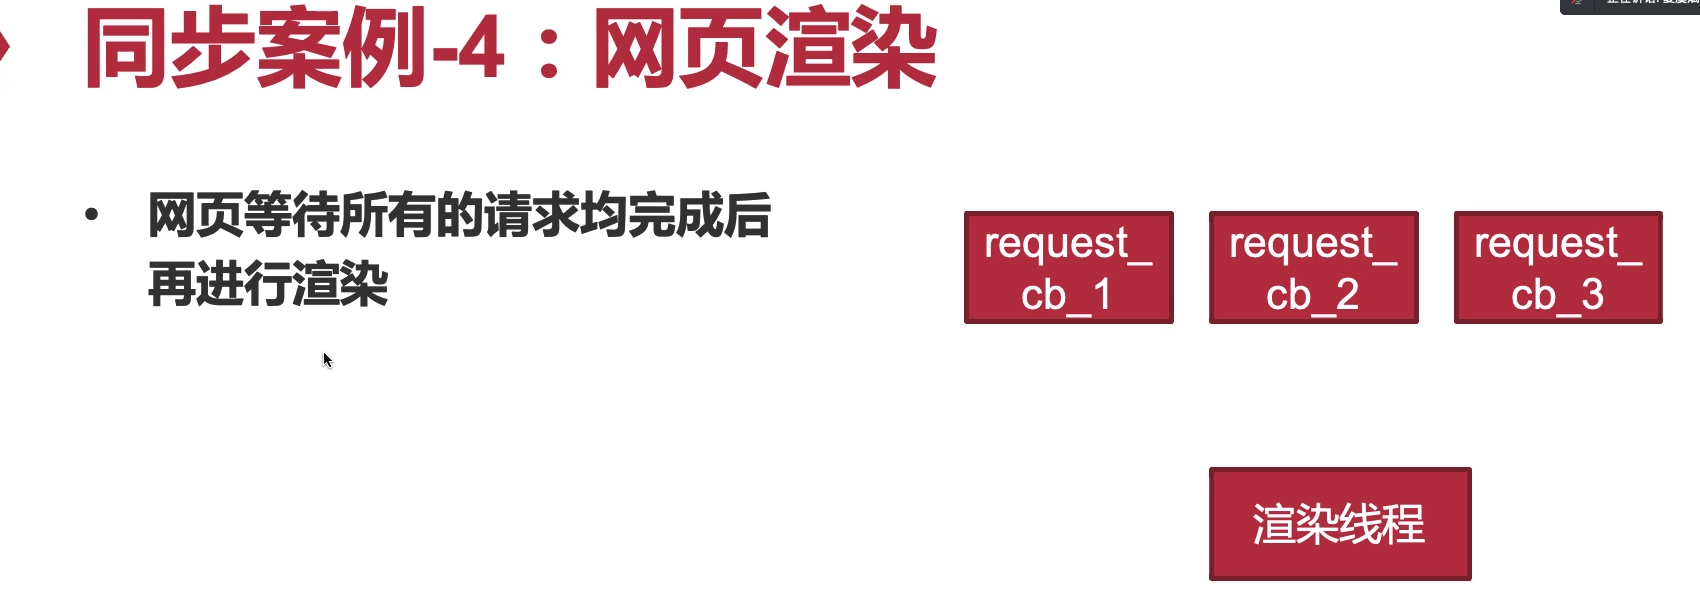 同步案例-4：网页渲染
• 网页等待所有的请求均完成后
再进行渲染
request_
cb_1
request_
cb_2
request_
cb_3
渲染线程